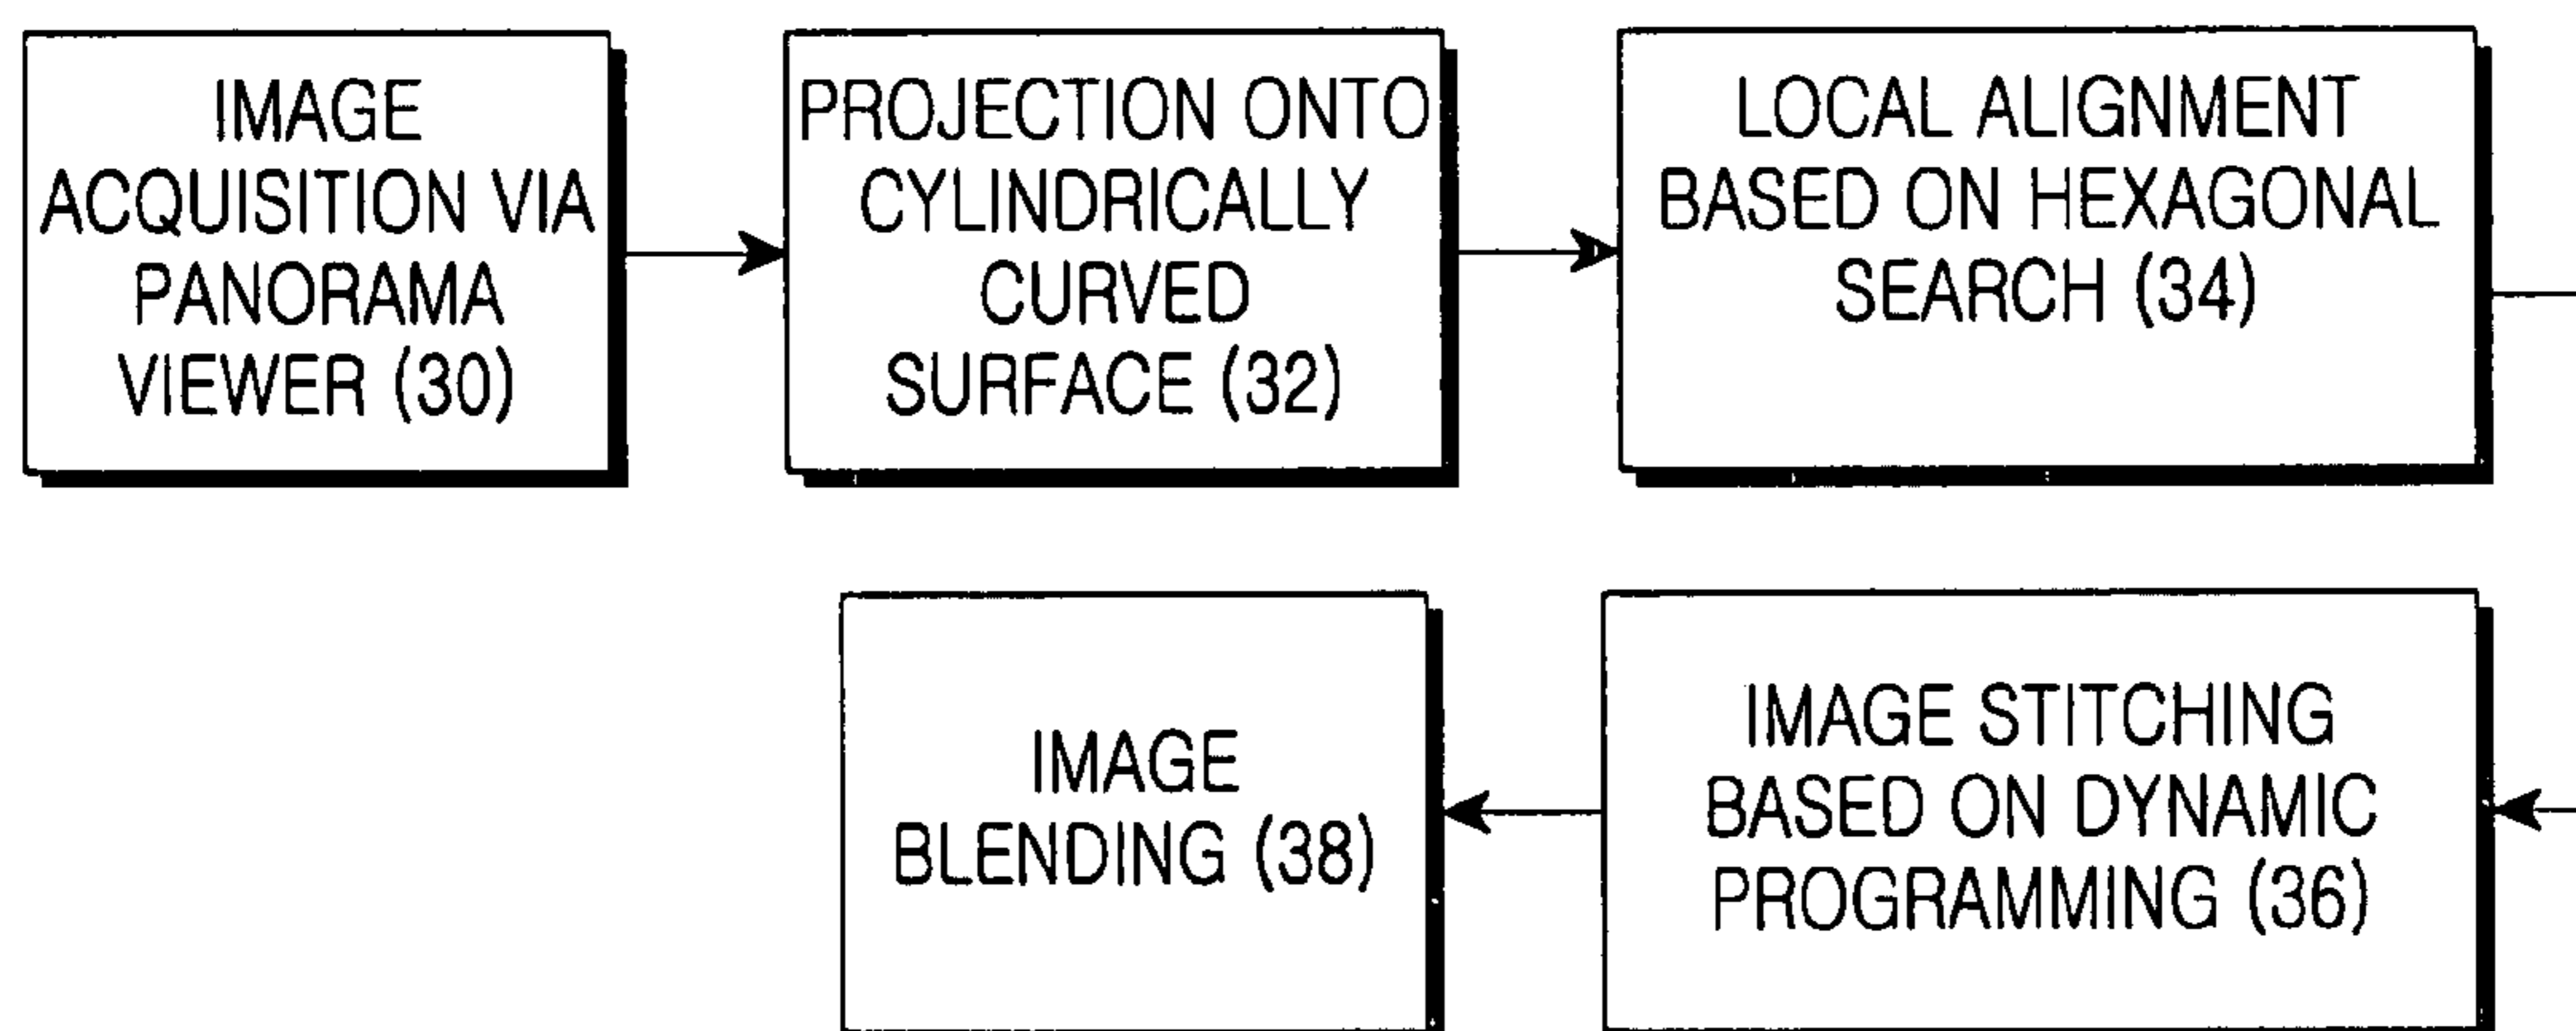 IMAGE
ACQUISITION VIA
PANORAMA
VIEWER (30)
PROJECTION ONTO
CYLINDRICALLY
CURVED
SURFACE (32)
LOCAL ALIGNMENT
BASED ON HEXAGONAL
SEARCH (34)
IMAGE STITCHING
BASED ON DYNAMIC
PROGRAMMING (36)
IMAGE
BLENDING (38)